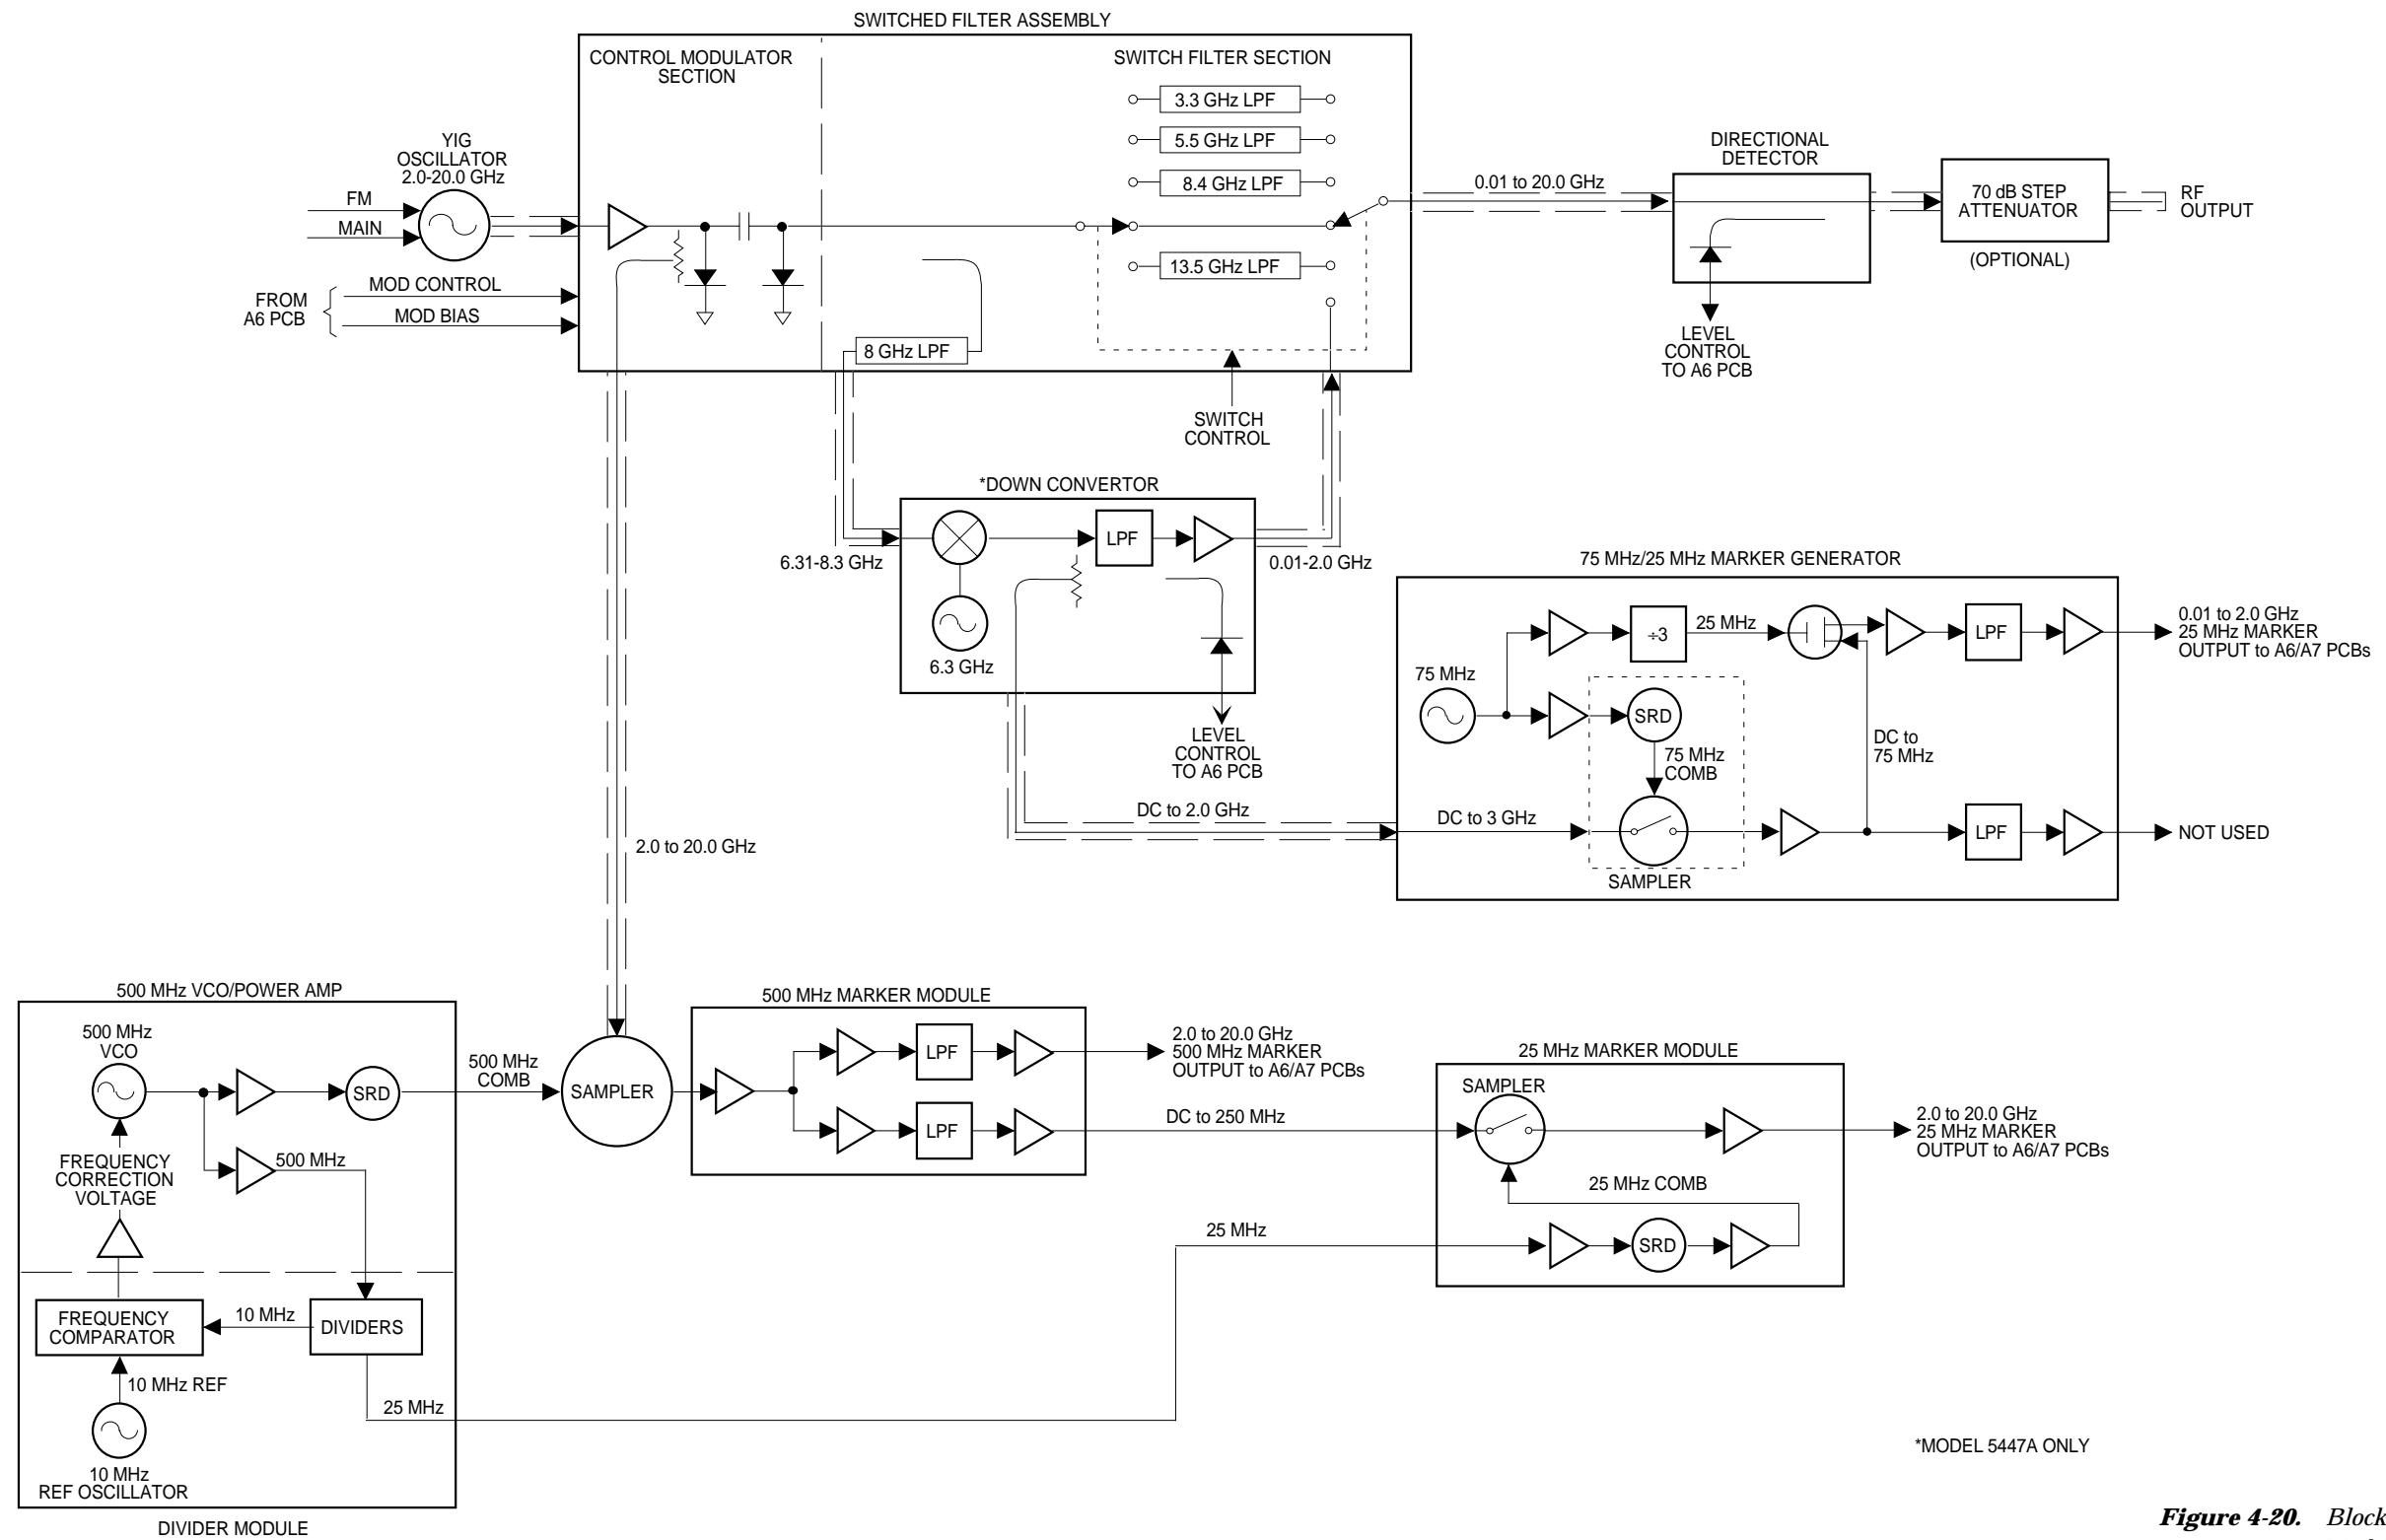 SWITCHED FILTER ASSEMBLY
CONTROL MODULATOR
SECTION
SWITCH FILTER SECTION
3.3 GHz LPF
5.5 GHz LPF
8.4 GHz LPF
13.5 GHz LPF
8 GHz LPF
YIG
OSCILLATOR
2.0-20.0 GHz
FM
MAIN
FROM
A6 PCB
MOD CONTROL
MOD BIAS
0.01 to 20.0 GHz
DIRECTIONAL
DETECTOR
LEVEL
CONTROL
TO A6 PCB
70 dB STEP
ATTENUATOR
(OPTIONAL)
RF
OUTPUT
SWITCH
CONTROL
*DOWN CONVERTOR
6.31-8.3 GHz
LPF
0.01-2.0 GHz
6.3 GHz
LEVEL
CONTROL
TO A6 PCB
DC to 2.0 GHz
2.0 to 20.0 GHz
75 MHz/25 MHz MARKER GENERATOR
75 MHz
÷3
25 MHz
LPF
0.01 to 2.0 GHz
25 MHz MARKER
OUTPUT to A6/A7 PCBs
SRD
75 MHz
COMB
DC to
75 MHz
DC to 3 GHz
SAMPLER
LPF
NOT USED
500 MHz VCO/POWER AMP
500 MHz
VCO
SRD
500 MHz
COMB
SAMPLER
FREQUENCY
CORRECTION
VOLTAGE
500 MHz
FREQUENCY
COMPARATOR
10 MHz
DIVIDERS
10 MHz REF
25 MHz
10 MHz
REF OSCILLATOR
DIVIDER MODULE
500 MHz MARKER MODULE
LPF
LPF
2.0 to 20.0 GHz
500 MHz MARKER
OUTPUT to A6/A7 PCBs
DC to 250 MHz
25 MHz
25 MHz MARKER MODULE
SAMPLER
25 MHz COMB
SRD
2.0 to 20.0 GHz
25 MHz MARKER
OUTPUT to A6/A7 PCBs
*MODEL 5447A ONLY
Figure 4-20. Block